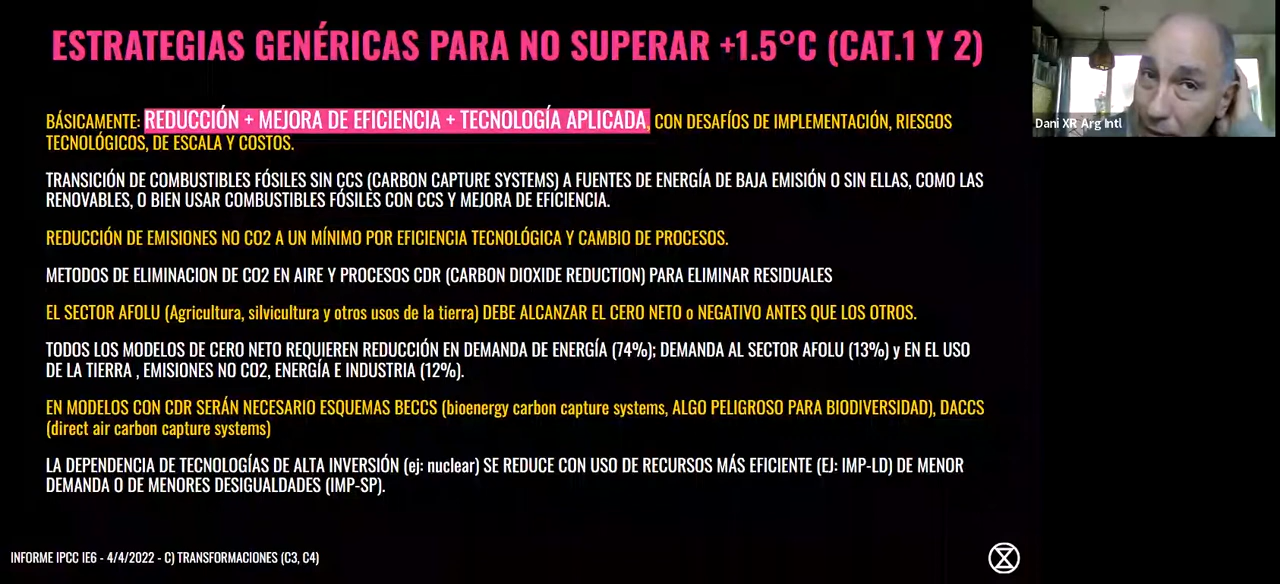 ESTRATEGIAS GENÉRICAS PARA NO SUPERAR +1.5°C (CAT.1 Y 2)
BÁSICAMENTE: REDUCCIÓN + MEJORA DE EFICIENCIA + TECNOLOGÍA APLICADA, CON DESAFÍOS DE IMPLEMENTACIÓN, RIESGOS
TECNOLÓGICOS, DE ESCALA Y COSTOS.
TRANSICIÓN DE COMBUSTIBLES FÓSILES SIN CCS (CARBON CAPTURE SYSTEMS) A FUENTES DE ENERGÍA DE BAJA EMISIÓN O SIN ELLAS, COMO LAS
RENOVABLES, O BIEN USAR COMBUSTIBLES FÓSILES CON CCS Y MEJORA DE EFICIENCIA.
REDUCCIÓN DE EMISIONES NO CO2 A UN MÍNIMO POR EFICIENCIA TECNOLÓGICA Y CAMBIO DE PROCESOS.
METODOS DE ELIMINACION DE CO2 EN AIRE Y PROCESOS CDR (CARBON DIOXIDE REDUCTION) PARA ELIMINAR RESIDUALES
EL SECTOR AFOLU (Agricultura, silvicultura y otros usos de la tierra) DEBE ALCANZAR EL CERO NETO o NEGATIVO ANTES QUE LOS OTROS.
TODOS LOS MODELOS DE CERO NETO REQUIEREN REDUCCIÓN EN DEMANDA DE ENERGÍA (74%); DEMANDA AL SECTOR AFOLU (13%) y EN EL USO
DE LA TIERRA , EMISIONES NO CO2, ENERGÍA E INDUSTRIA (12%).
EN MODELOS CON CDR SERÁN NECESARIO ESQUEMAS BECCS (bioenergy carbon capture systems, ALGO PELIGROSO PARA BIODIVERSIDAD), DACCS
(direct air carbon capture systems)
LA DEPENDENCIA DE TECNOLOGÍAS DE ALTA INVERSIÓN (ej: nuclear) SE REDUCE CON USO DE RECURSOS MÁS EFICIENTE (EJ: IMP-LD) DE MENOR
DEMANDA O DE MENORES DESIGUALDADES (IMP-SP).
INFORME IPCC IE6 - 4/4/2022 - C) TRANSFORMACIONES (C3, C4)
Dani XR Arg Intl